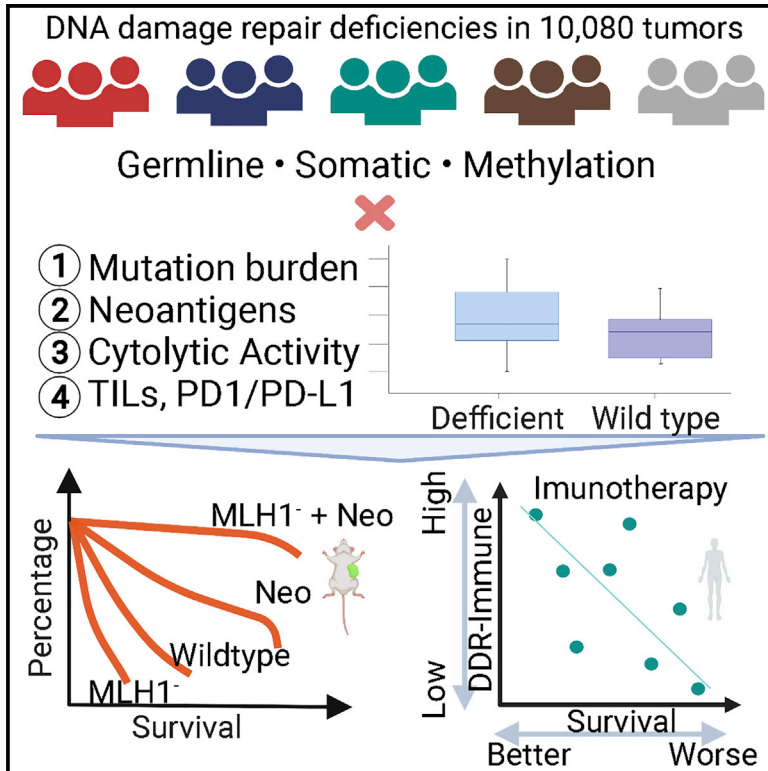 DNA damage repair deficiencies in 10,080 tumors
Germline • Somatic • Methylation
1 Mutation burden
2 Neoantigens
3 Cytolytic Activity
4 TILs, PD1/PD-L1
Defficient Wild type
Percentage
MLH1- + Neo
Neo
Wildtype
MLH1-
Survival
High
Low
DDR-Immune
Imunotherapy
Survival
Better Worse